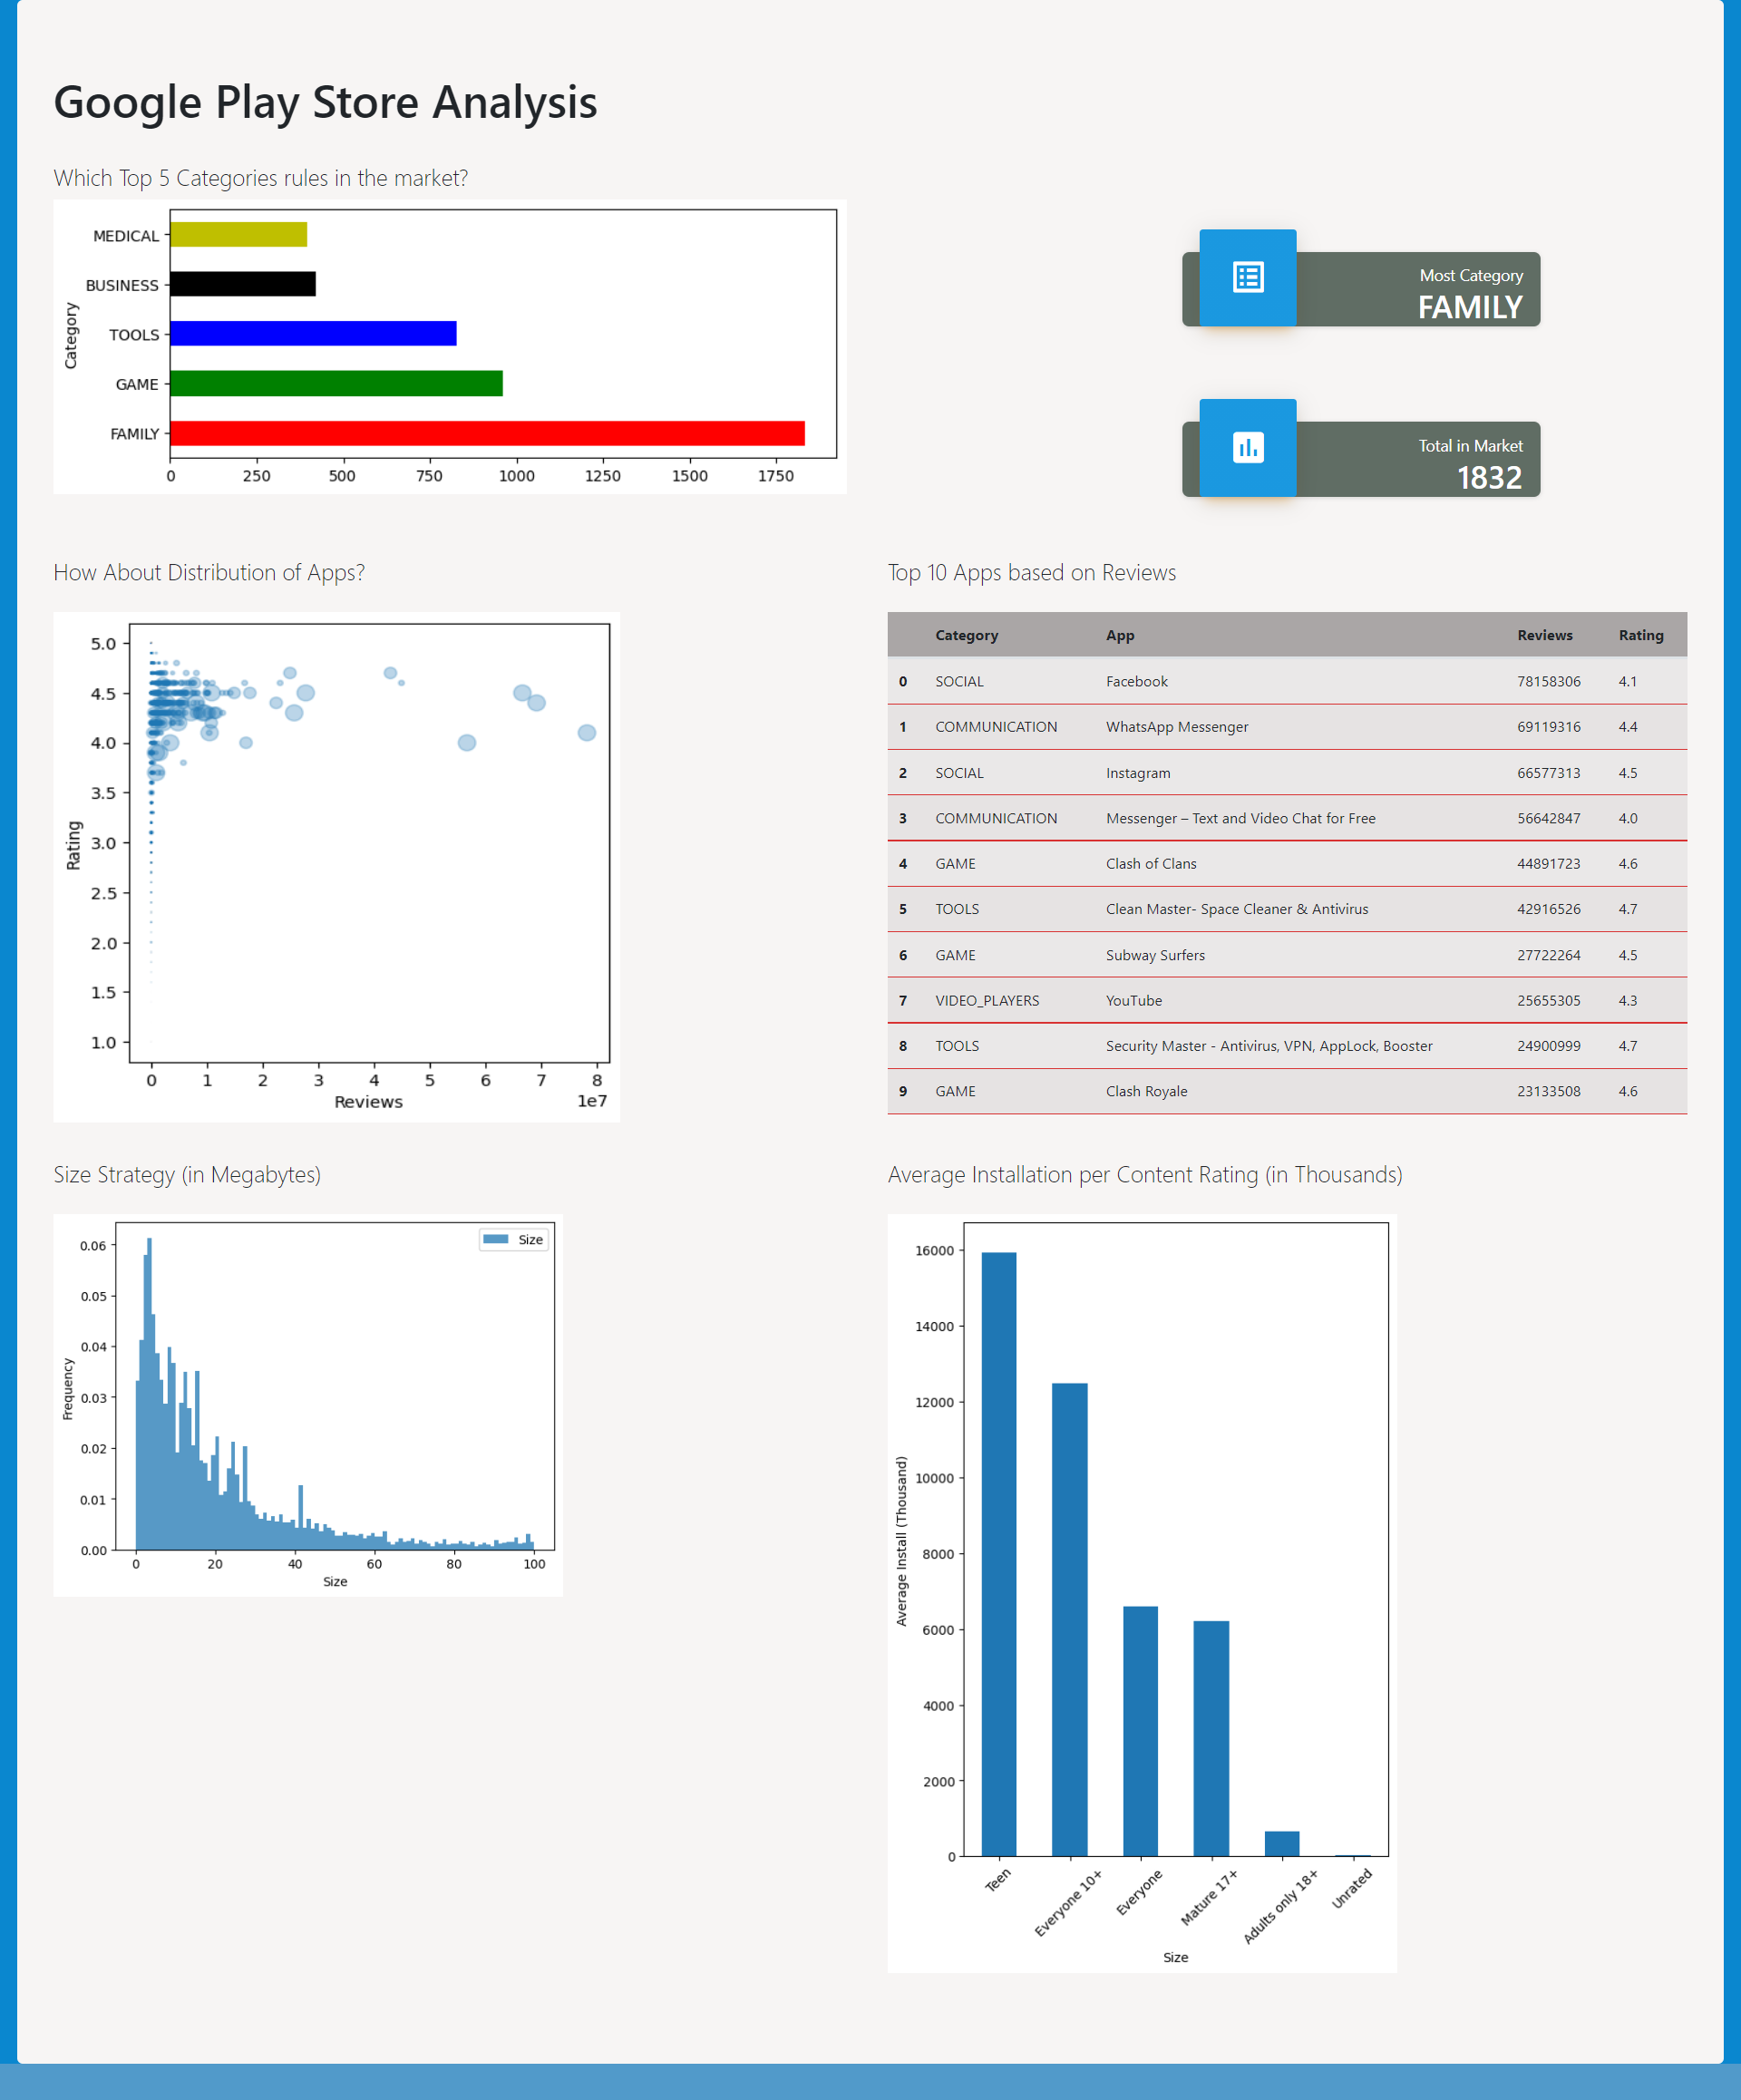 Google Play Store Analysis
Which Top 5 Categories rules in the market?
Category
MEDICAL
BUSINESS
TOOLS
GAME
FAMILY
0 250 500 750 1000 1250 1500 1750
Most Category
FAMILY
Total in Market
1832
How About Distribution of Apps?
Rating
5.0
4.5
4.0
3.5
3.0
2.5
2.0
1.5
1.0
0 1 2 3 4 5 6 7 8
Reviews 1e7
Top 10 Apps based on Reviews
Category App Reviews Rating
0 SOCIAL Facebook 78158306 4.1
1 COMMUNICATION WhatsApp Messenger 69119316 4.4
2 SOCIAL Instagram 66577313 4.5
3 COMMUNICATION Messenger – Text and Video Chat for Free 56642847 4.0
4 GAME Clash of Clans 44891723 4.6
5 TOOLS Clean Master- Space Cleaner & Antivirus 42916526 4.7
6 GAME Subway Surfers 27722264 4.5
7 VIDEO_PLAYERS YouTube 25655305 4.3
8 TOOLS Security Master - Antivirus, VPN, AppLock, Booster 24900999 4.7
9 GAME Clash Royale 23133508 4.6
Size Strategy (in Megabytes)
Size
Frequency
0.06
0.05
0.04
0.03
0.02
0.01
0.00
0 20 40 60 80 100
Size
Average Installation per Content Rating (in Thousands)
Average Install (Thousand)
16000
14000
12000
10000
8000
6000
4000
2000
0
Teen Everyone 10+ Everyone Mature 17+ Adults only 18+ Unrated
Size